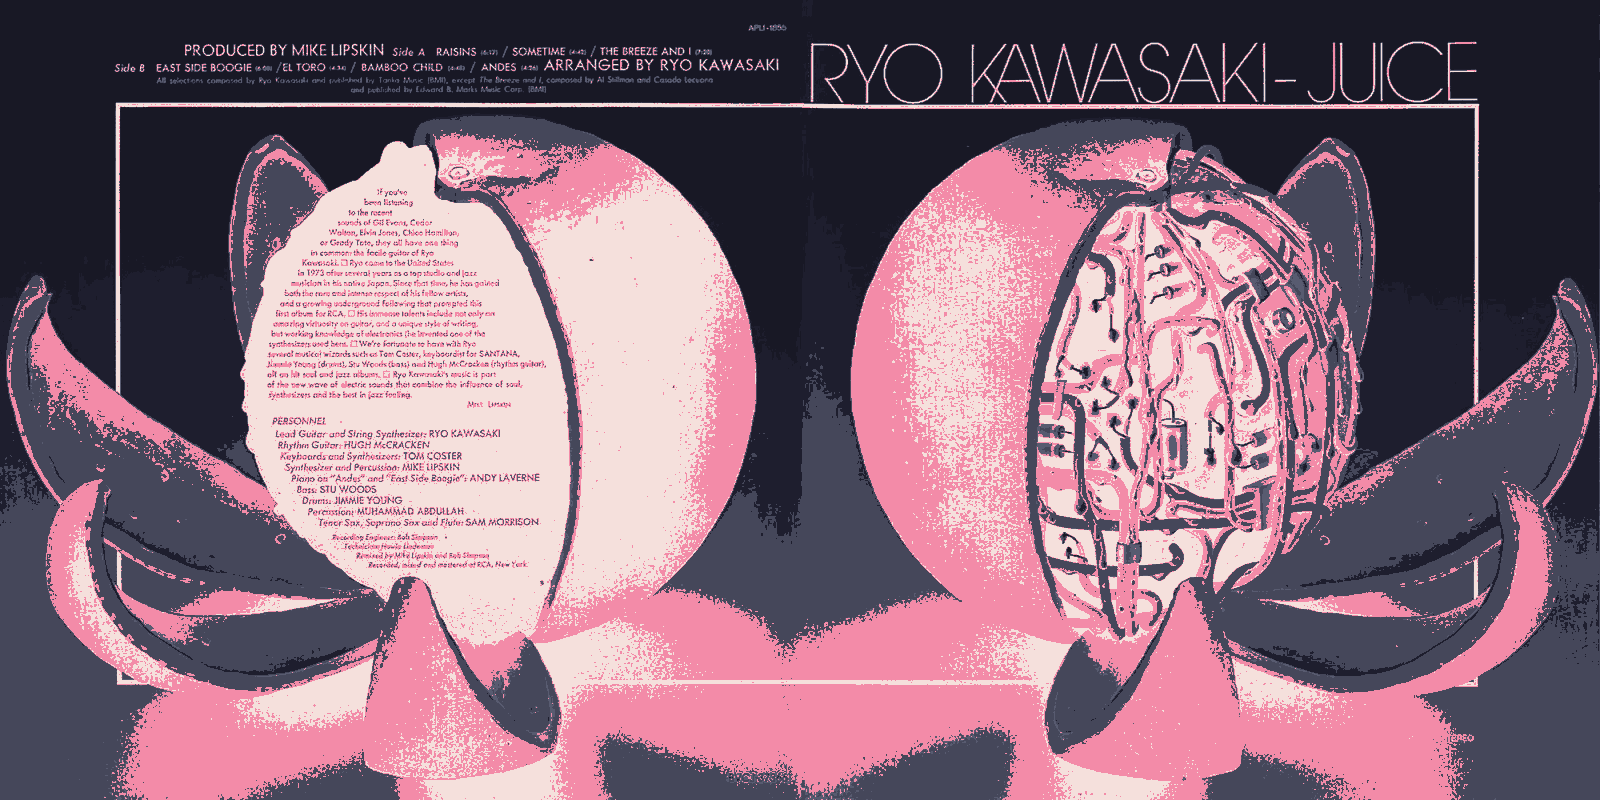 APL1-1855
PRODUCED BY MIKE LIPSKIN Side A RAISINS (6:17) / SOMETIME (4:42) / THE BREEZE AND I (7:20)
Side B EAST SIDE BOOGIE /EL TORO (4:34) / BAMBOO CHILD (4:40) / ANDES (4:26) ARRANGED BY RYO KAWASAKI
All selections composed by Ryo Kawasaki and published by Tanka Music (BMI), except The Breeze and I, composed by Al Stillman and Casado Lecuona
and published by Edward B. Marks Music Corp. (BMI)
RYO KAWASAKI-JUICE
If you've
been listening
to the recent
sounds of Gil Evans, Cedar
Walton, Elvin Jones, Chico Hamilton,
or Grady Tate, they all have one thing
in common: the facile guitar of Ryo
Kawasaki. □ Ryo came to the United States
in 1973 after several years as a top studio and jazz
musician in his native Japan. Since that time, he has gained
both the rare and intense respect of his fellow artists,
and a growing underground following that prompted this
first album for RCA. □ His immense talents include not only an
amazing virtuosity on guitar, and a unique style of writing,
but working knowledge of electronics (he invented one of the
synthesizers used here. □ We're fortunate to have with Ryo
several musical wizards such as Tom Coster, keyboardist for SANTANA,
Jimmie Young (drums), Stu Woods (bass) and Hugh McCracken (rhythm guitar),
all on hit soul and jazz albums. □ Ryo Kawasaki's music is part
of the new wave of electric sounds that combine the influence of soul,
synthesizers and the best in jazz feeling.
MIKE LIPSKIN
PERSONNEL
Lead Guitar and String Synthesizer: RYO KAWASAKI
Rhythm Guitar: HUGH McCRACKEN
Keyboards and Synthesizers: TOM COSTER
Synthesizer and Percussion: MIKE LIPSKIN
Piano on "Andes" and "East Side Boogie": ANDY LAVERNE
Bass: STU WOODS
Drums: JIMMIE YOUNG
Percussion: MUHAMMAD ABDULLAH
Tenor Sax, Soprano Sax and Flute: SAM MORRISON
Recording Engineer: Bob Simpson
Technician: Howie Lindeman
Remixed by Mike Lipskin and Bob Simpson
Recorded, mixed and mastered at RCA, New York.